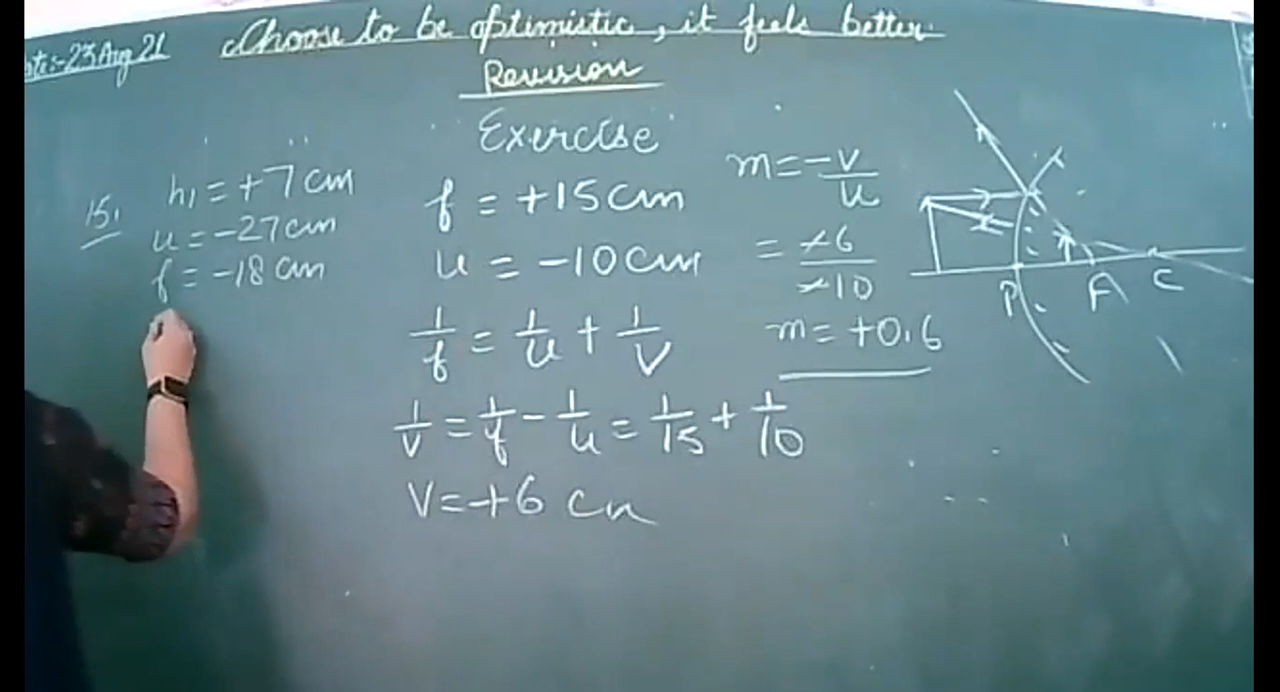 Choose to be optimistic, it feels better.
23 Aug 21
Revision
Exercise
15.
h₁ = +7 cm
u = -27 cm
f = -18 cm
f = +15 cm
u = -10 cm
1/f = 1/u + 1/v
1/v = 1/f - 1/u = 1/15 + 1/10
V = +6 cm
m = -v/u
= -6/-10
m = +0.6
P
C